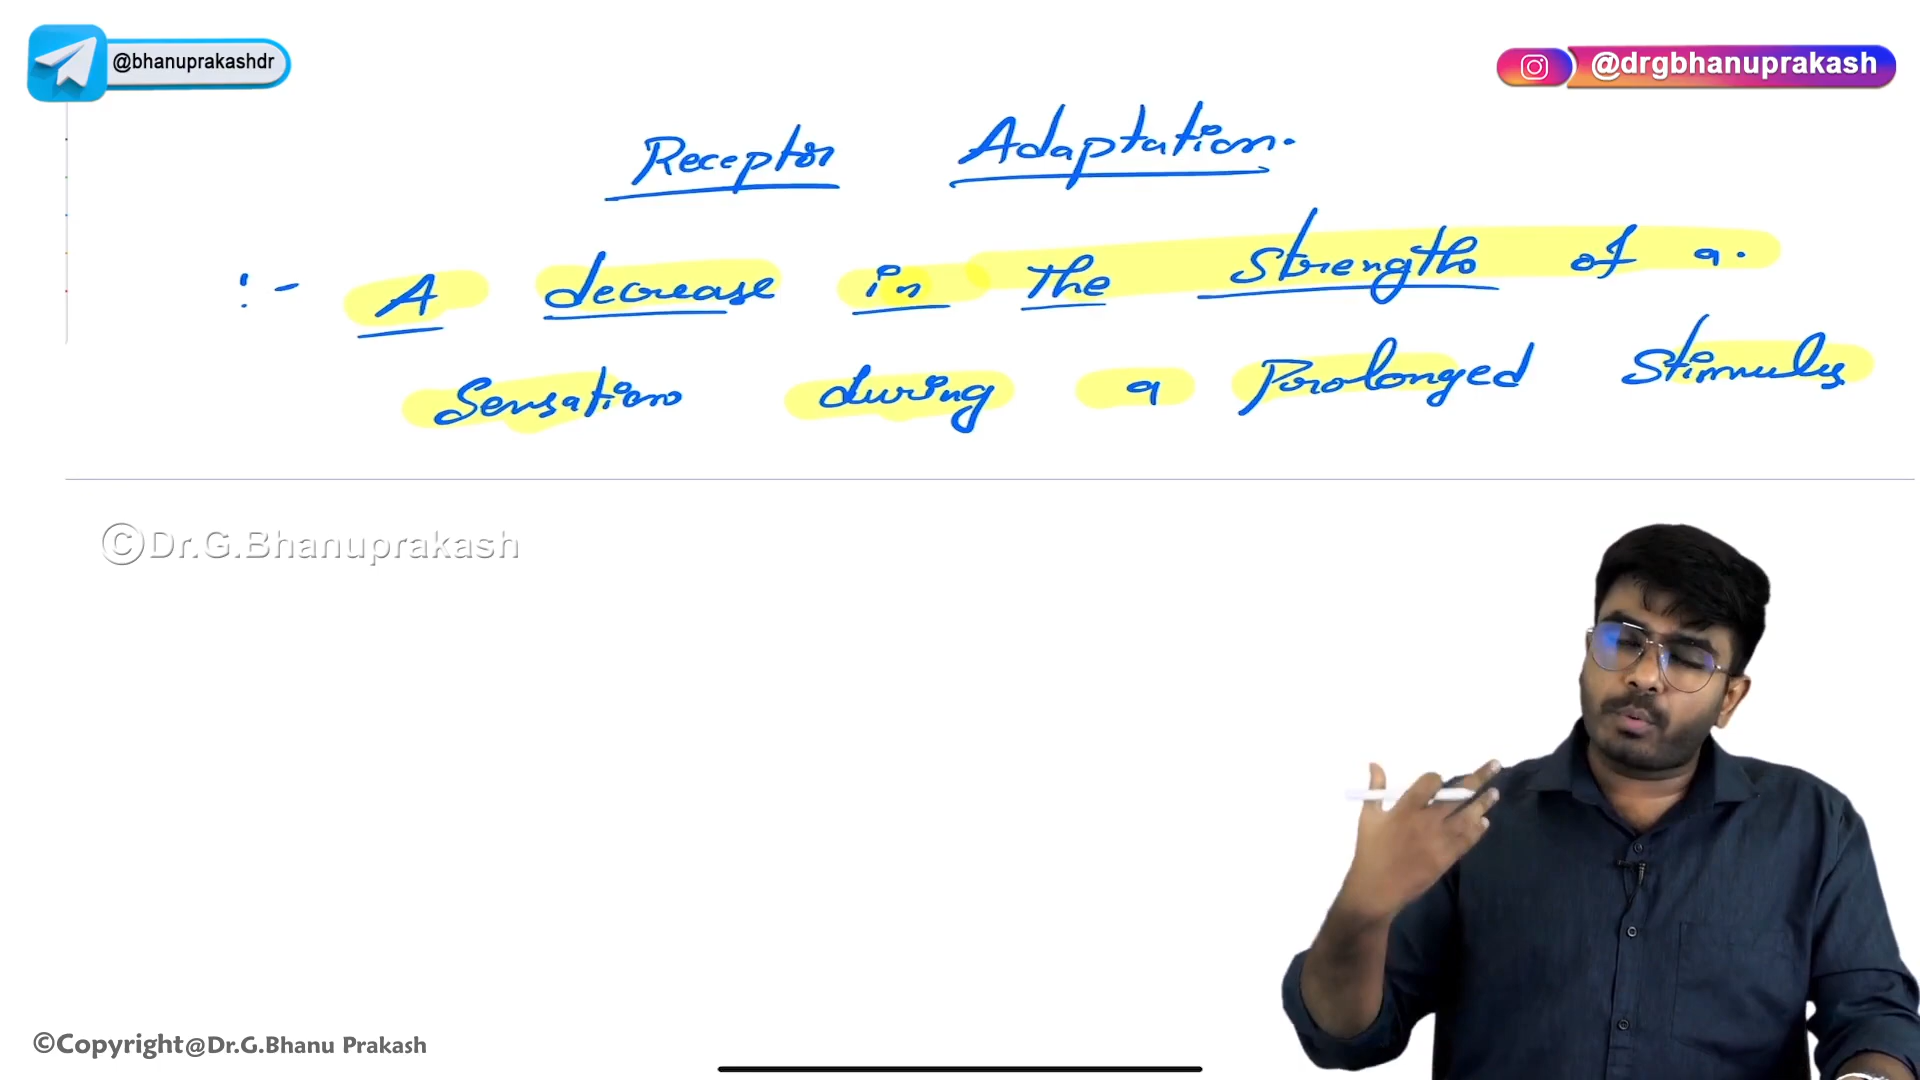 @bhanuprakashdr
@drgbhanuprakash
Receptor Adaptation.
:- A decrease in the strength of a.
Sensation during a Prolonged Stimulus
©Dr.G.Bhanuprakash
©Copyright@Dr.G.Bhanu Prakash